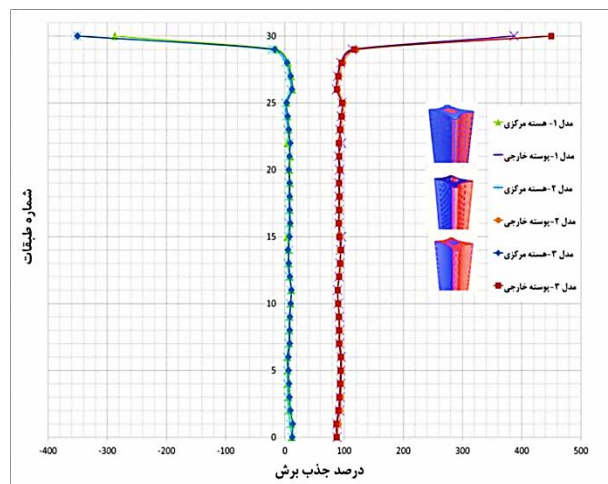 30
25
20
15
10
5
0
شماره طبقات
-400
-300
-200
-100
0
100
200
300
400
500
درصد جذب برش
مدل ۱- هسته مرکزی
مدل ۱-پوسته خارجی
مدل ۲-هسته مرکزی
مدل ۲-پوسته خارجی
مدل ۳-هسته مرکزی
مدل ۳-پوسته خارجی